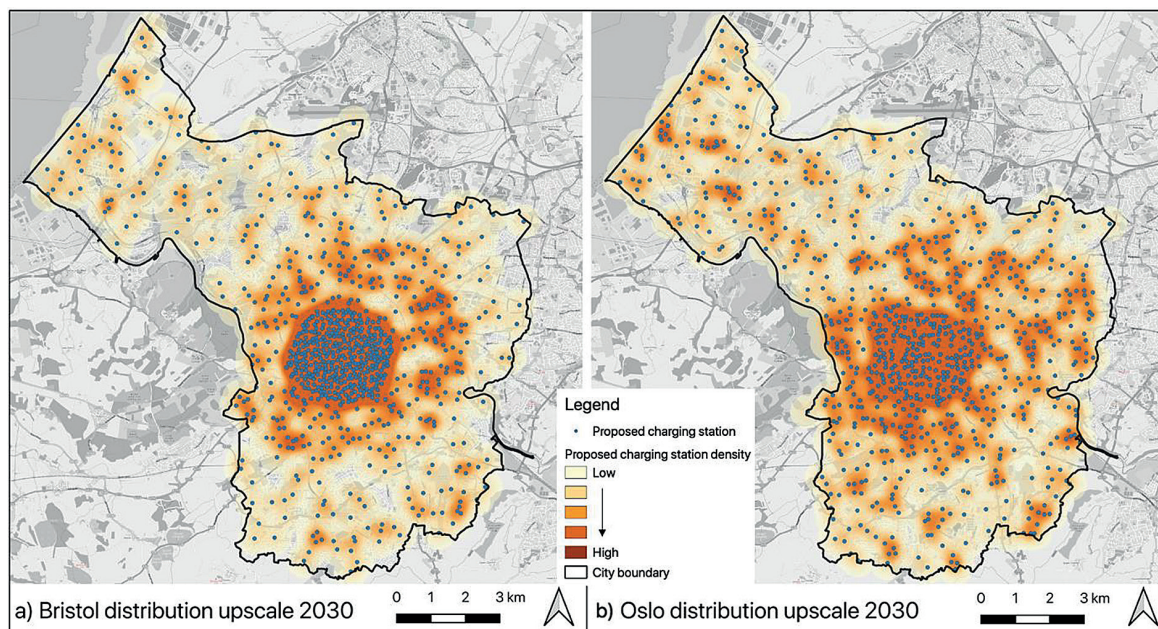 Legend
Proposed charging station
Proposed charging station density
Low
High
City boundary
a) Bristol distribution upscale 2030
0 1 2 3 km
b) Oslo distribution upscale 2030
0 1 2 3 km